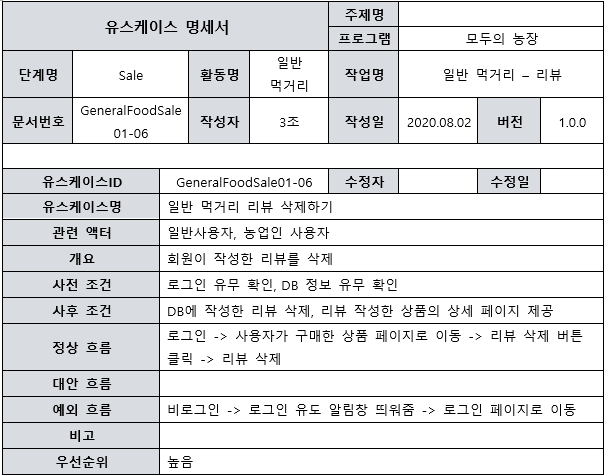 유스케이스 명세서
주제명
프로그램 모두의 농장
단계명 Sale 활동명 일반 먹거리 작업명 일반 먹거리 – 리뷰
문서번호 GeneralFoodSale 01-06 작성자 3조 작성일 2020.08.02 버전 1.0.0
유스케이스ID GeneralFoodSale01-06 수정자 수정일
유스케이스명 일반 먹거리 리뷰 삭제하기
관련 액터 일반사용자, 농업인 사용자
개요 회원이 작성한 리뷰를 삭제
사전 조건 로그인 유무 확인, DB 정보 유무 확인
사후 조건 DB에 작성한 리뷰 삭제, 리뷰 작성한 상품의 상세 페이지 제공
정상 흐름 로그인 -> 사용자가 구매한 상품 페이지로 이동 -> 리뷰 삭제 버튼
클릭 -> 리뷰 삭제
대안 흐름
예외 흐름 비로그인 -> 로그인 유도 알림창 띄워줌 -> 로그인 페이지로 이동
비고
우선순위 높음